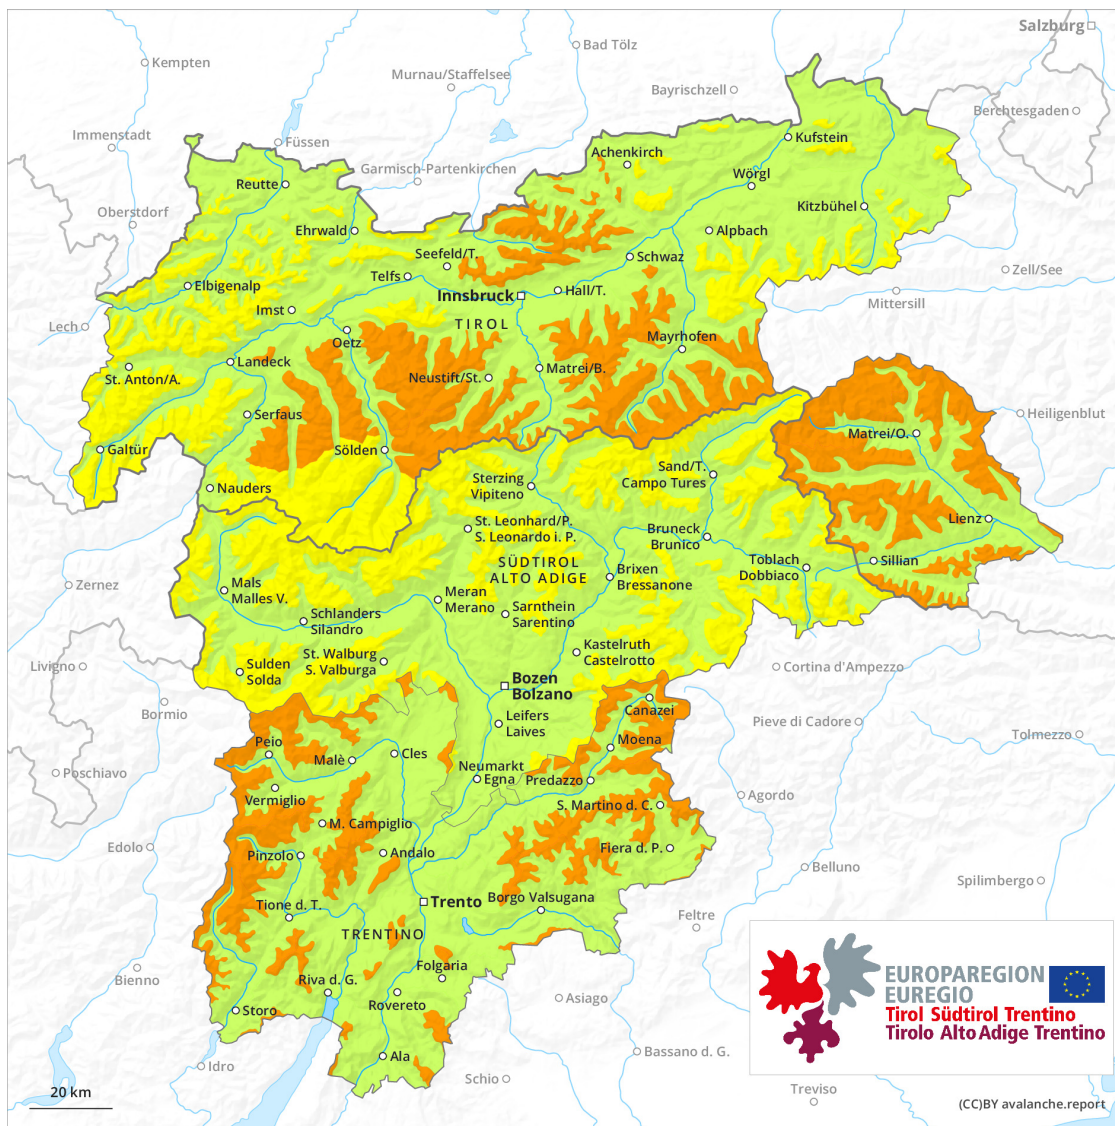 Salzburg
Bad Tölz
Kempten
Murnau/Staffelsee
Bayrischzell
Berchtesgaden
Immenstadt
Füssen
Kufstein
Achenkirch
Garmisch-Partenkirchen
Wörgl
Reutte
Kitzbühel
Oberstdorf
Ehrwald
Alpbach
Seefeld/T.
Schwaz
Zell/See
Telfs
Elbigenalp
Innsbruck
Hall/T.
Mittersill
Imst
TIROL
Lech
Oetz
Mayrhofen
Landeck
Matrei/B.
St. Anton/A.
Neustift/St.
Serfaus
Heiligenblut
Matrei/O.
Galtür
Sölden
Sand/T.
Campo Tures
Sterzing
Vipiteno
Nauders
Lienz
St. Leonhard/P.
S. Leonardo i. P.
Bruneck
Brunico
SÜDTIROL
ALTO ADIGE
Toblach
Dobbiaco
Sillian
Brixen
Bressanone
Zernez
Mals
Malles V.
Meran
Merano
Sarnthein
Sarentino
Schlanders
Silandro
Kastelruth
Castelrotto
St. Walburg
S. Valburga
Livigno
Sulden
Solda
Cortina d'Ampezzo
Bozen
Bolzano
Bormio
Canazei
Leifers
Laives
Pieve di Cadore
Tolmezzo
Moena
Peio
Cles
Malè
Neumarkt
Egna
Predazzo
Poschiavo
Agordo
Vermiglio
S. Martino d. C.
M. Campiglio
Edolo
Pinzolo
Andalo
Fiera d. P.
Belluno
Spilimbergo
Trento
Borgo Valsugana
Tione d. T.
Feltre
TRENTINO
Folgaria
Bienno
Riva d. G.
Rovereto
Asiago
Storo
EUROPAREGION
EUREGIO
Tirol Südtirol Trentino
Tirolo Alto Adige Trentino
Ala
Bassano d. G.
Idro
Schio
Treviso
20 km
(CC)BY avalanche.report